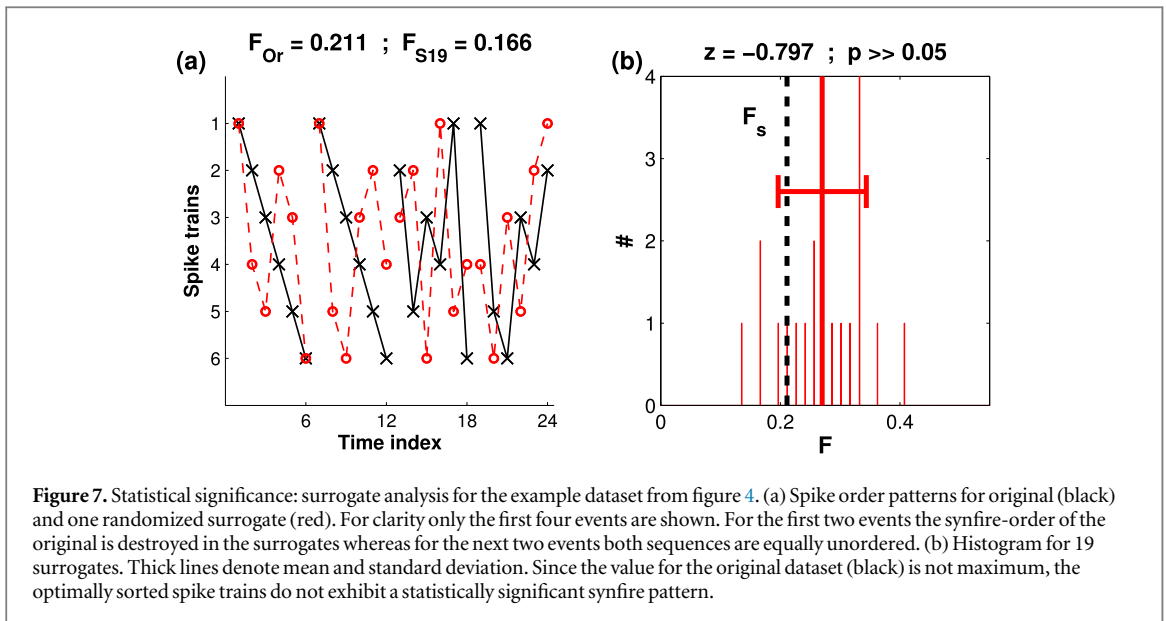 F_Or = 0.211 ; F_S19 = 0.166
(a)
Spike trains
1
2
3
4
5
6
6 12 18 24
Time index
z = −0.797 ; p >> 0.05
(b)
F_s
#
4
3
2
1
0
0 0.2 0.4
F
Figure 7. Statistical significance: surrogate analysis for the example dataset from figure 4. (a) Spike order patterns for original (black)
and one randomized surrogate (red). For clarity only the first four events are shown. For the first two events the synfire-order of the
original is destroyed in the surrogates whereas for the next two events both sequences are equally unordered. (b) Histogram for 19
surrogates. Thick lines denote mean and standard deviation. Since the value for the original dataset (black) is not maximum, the
optimally sorted spike trains do not exhibit a statistically significant synfire pattern.